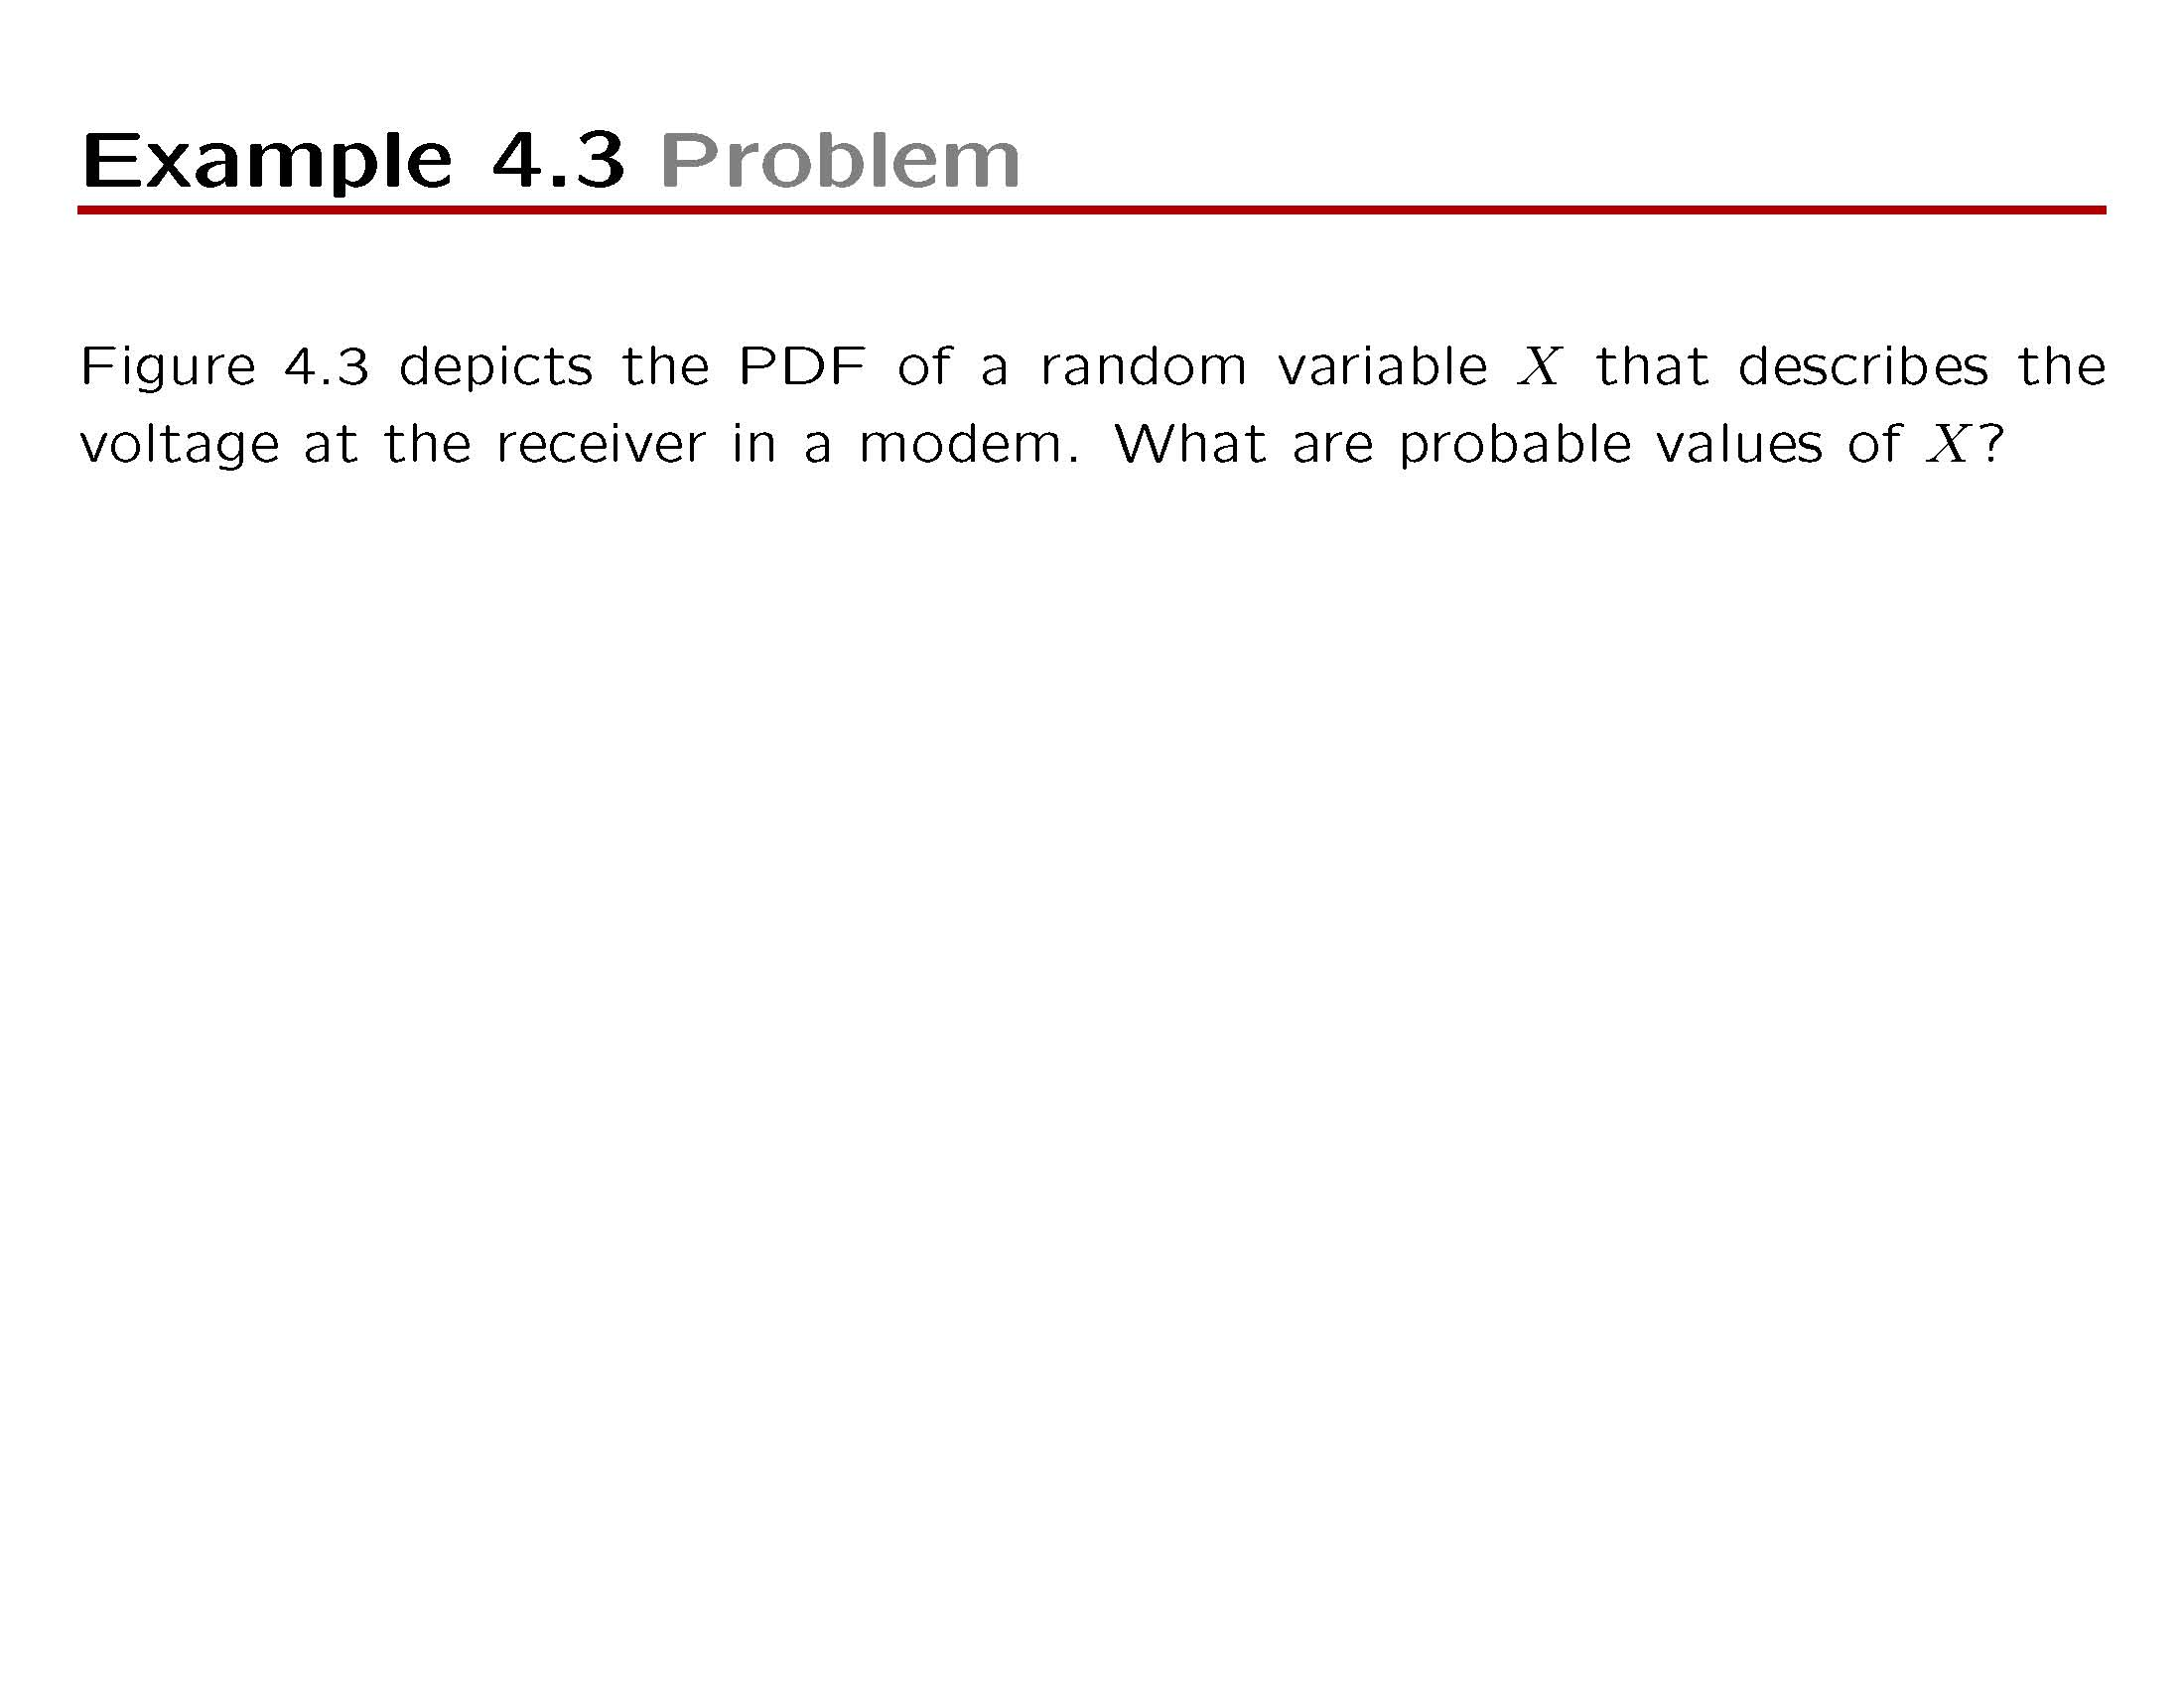 Example 4.3 Problem
Figure 4.3 depicts the PDF of a random variable X that describes the
voltage at the receiver in a modem. What are probable values of X?